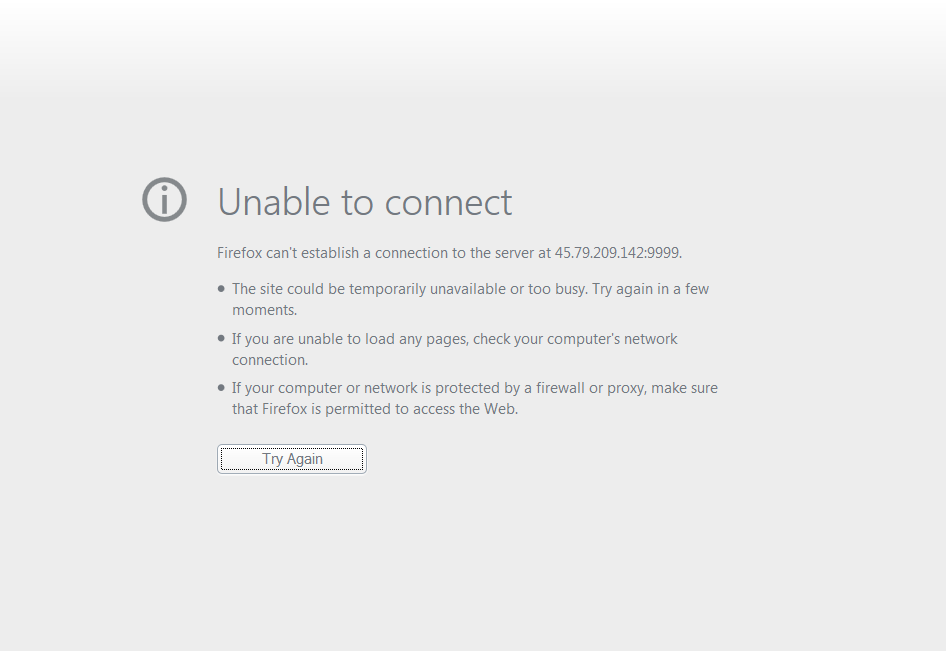 Unable to connect
Firefox can't establish a connection to the server at 45.79.209.142:9999.
• The site could be temporarily unavailable or too busy. Try again in a few
moments.
• If you are unable to load any pages, check your computer's network
connection.
• If your computer or network is protected by a firewall or proxy, make sure
that Firefox is permitted to access the Web.
Try Again